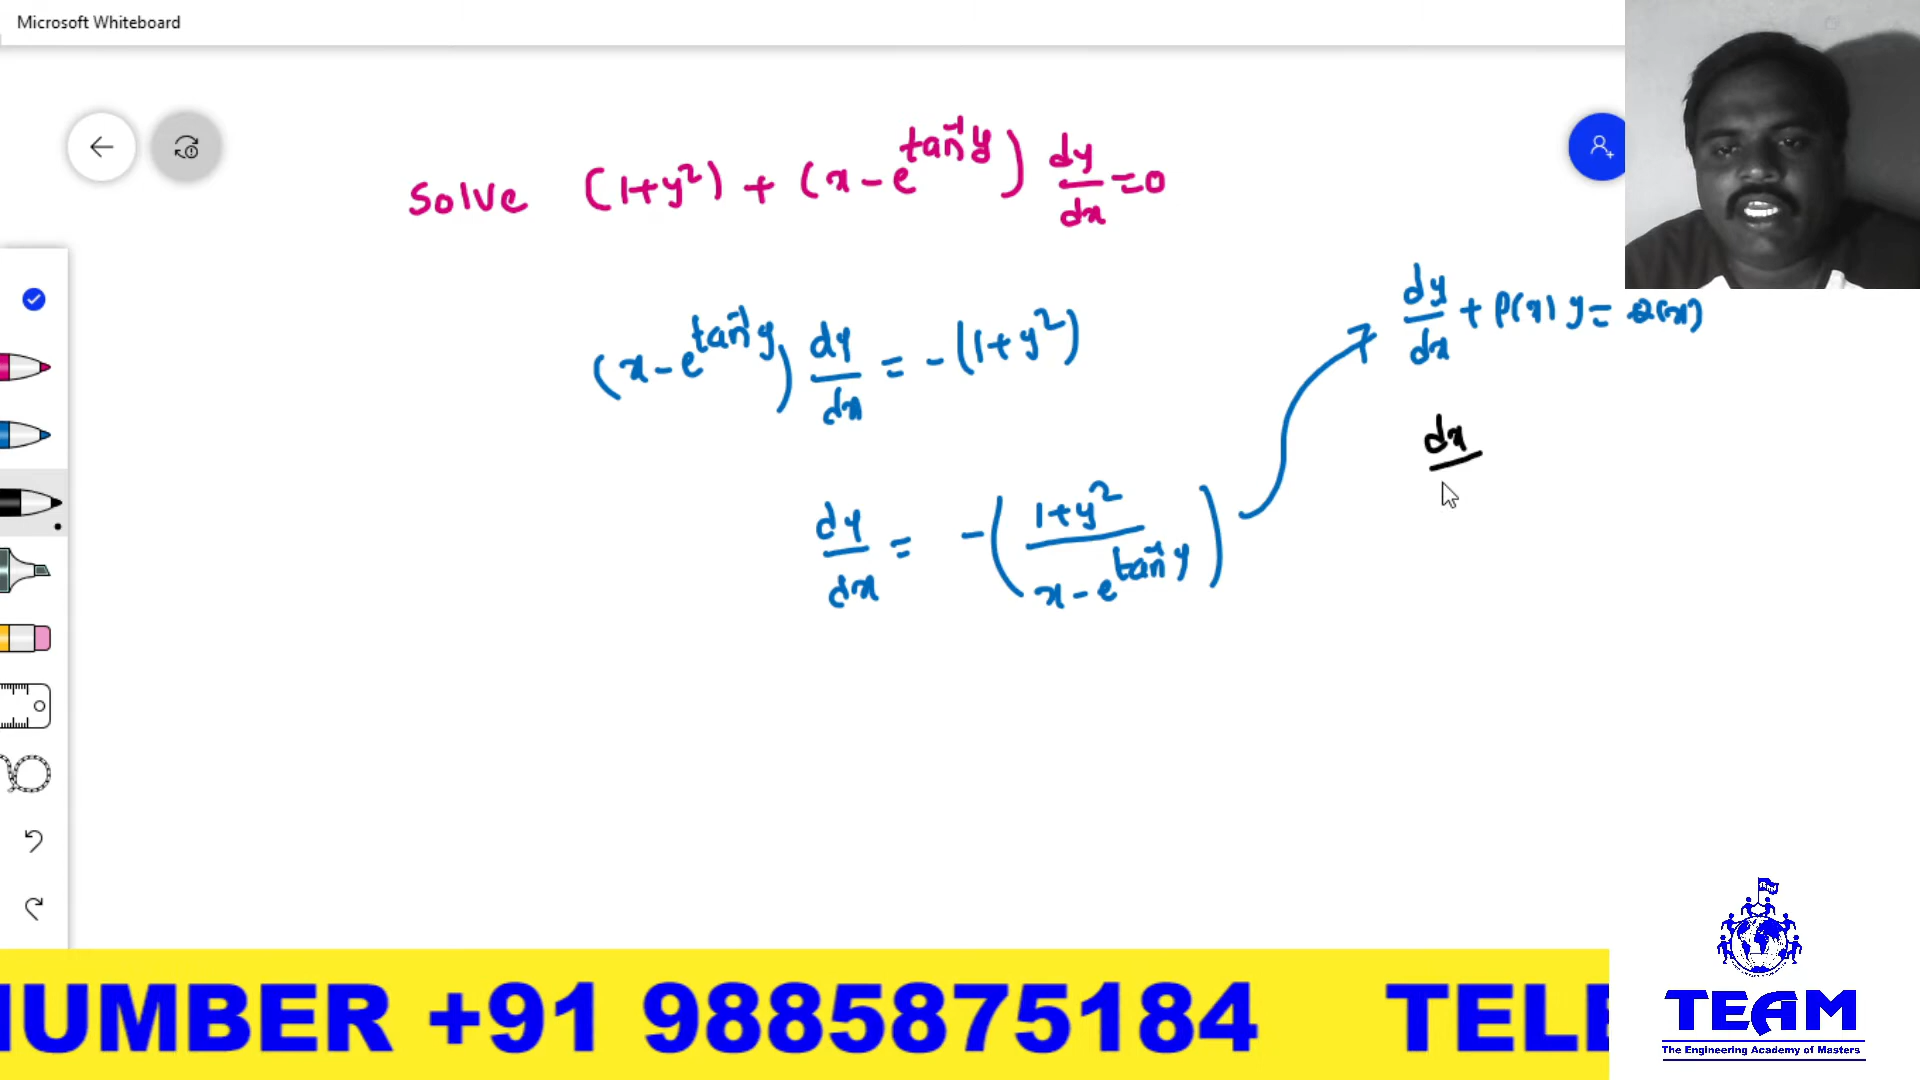 Microsoft Whiteboard
Solve (1+y²) + (x-e^tan⁻¹y) dy/dx = 0
(x-e^tan⁻¹y) dy/dx = -(1+y²)
dy/dx + P(x) y = Q(x)
dx
dy/dx = -(1+y²/x-e^tan⁻¹y)
NUMBER +91 9885875184 TELE
TEAM
The Engineering Academy of Masters